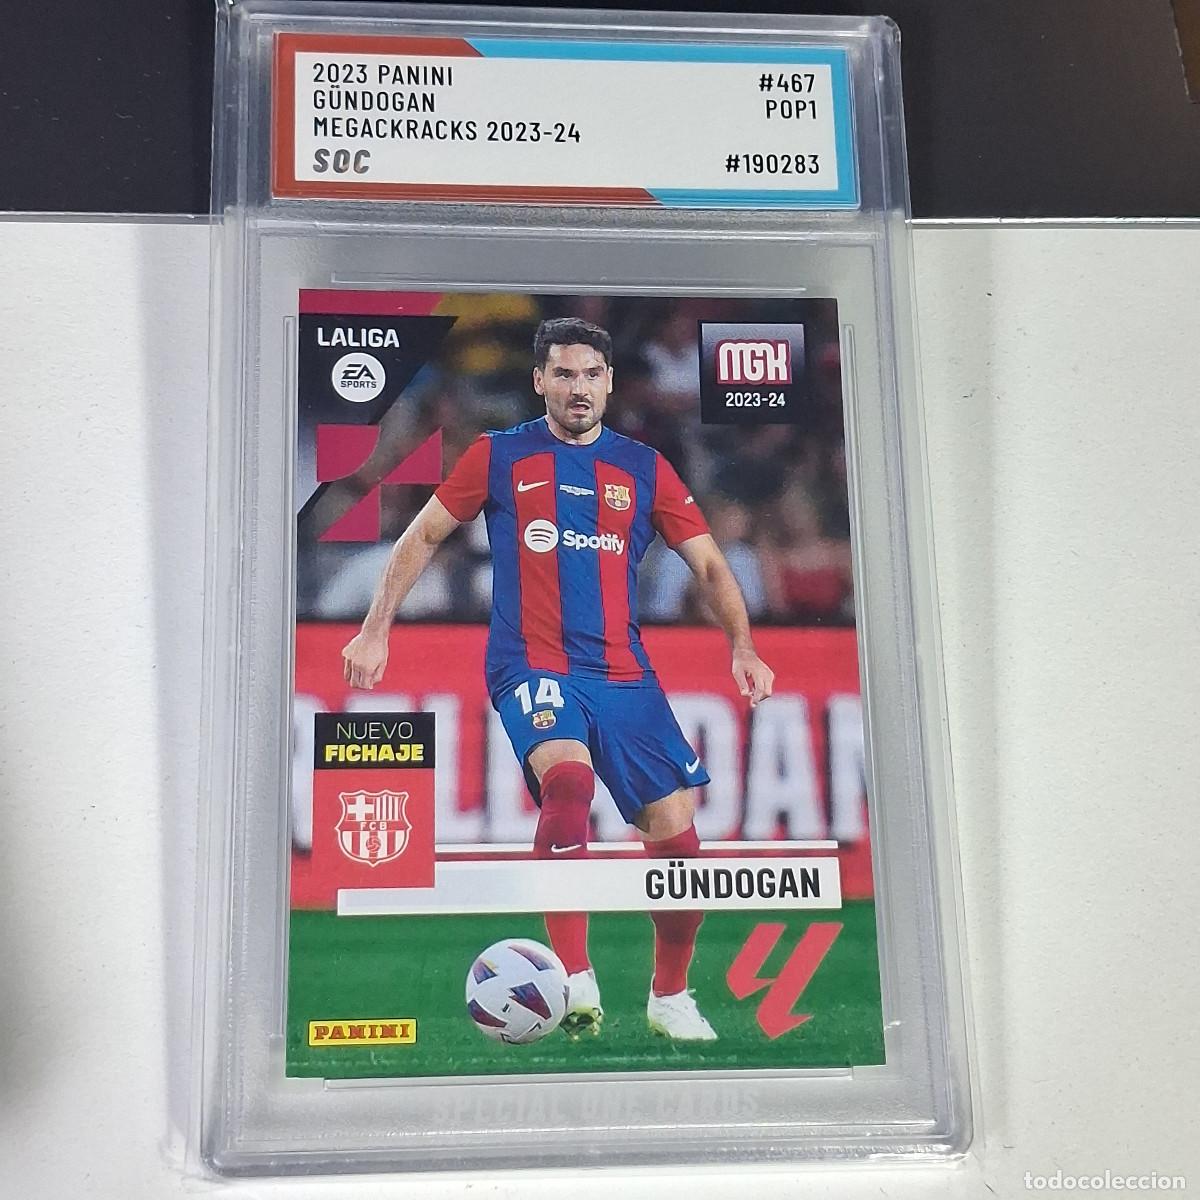 2023 PANINI
GÜNDOGAN
MEGACKRACKS 2023-24
SOC
#467
POP1
#190283
LALIGA
EA
SPORTS
MGK
2023-24
Spotify
14
NUEVO
FICHAJE
FCB
GÜNDOGAN
PANINI
SPECIAL ONE CARDS
todocoleccion